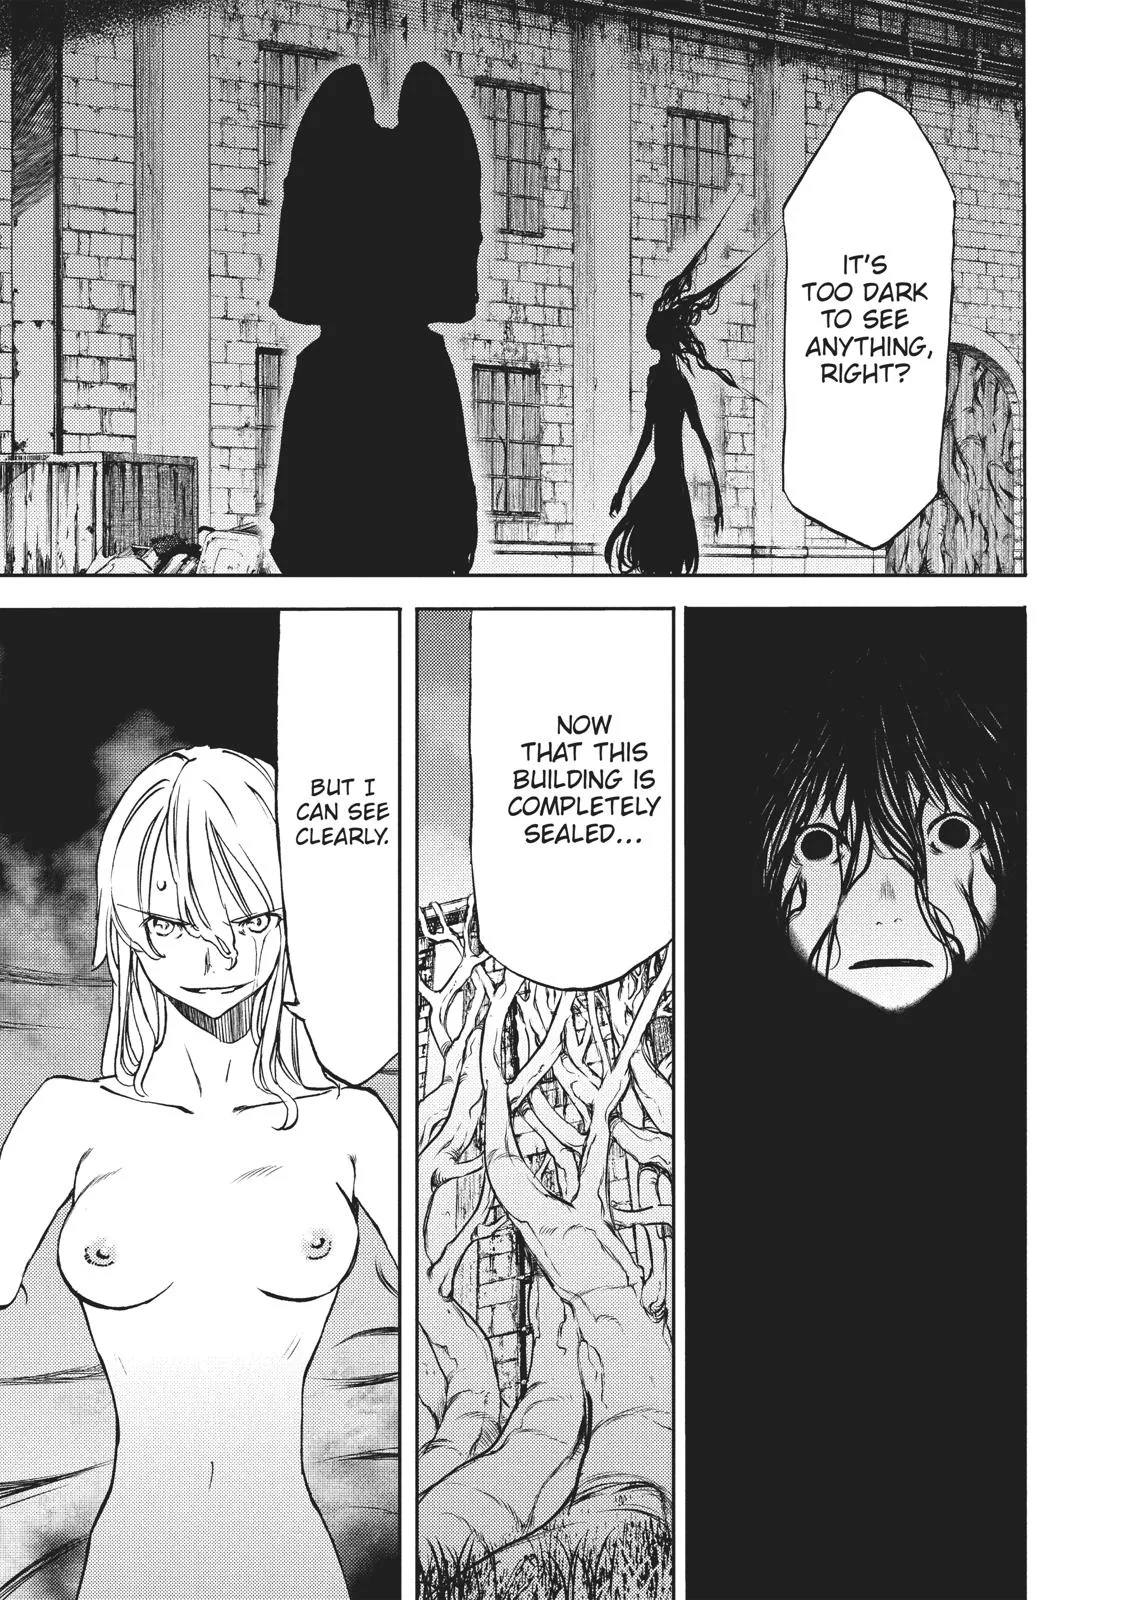 IT'S
TOO DARK
TO SEE
ANYTHING,
RIGHT?
NOW
THAT THIS
BUILDING IS
COMPLETELY
SEALED...
BUT I
CAN SEE
CLEARLY.